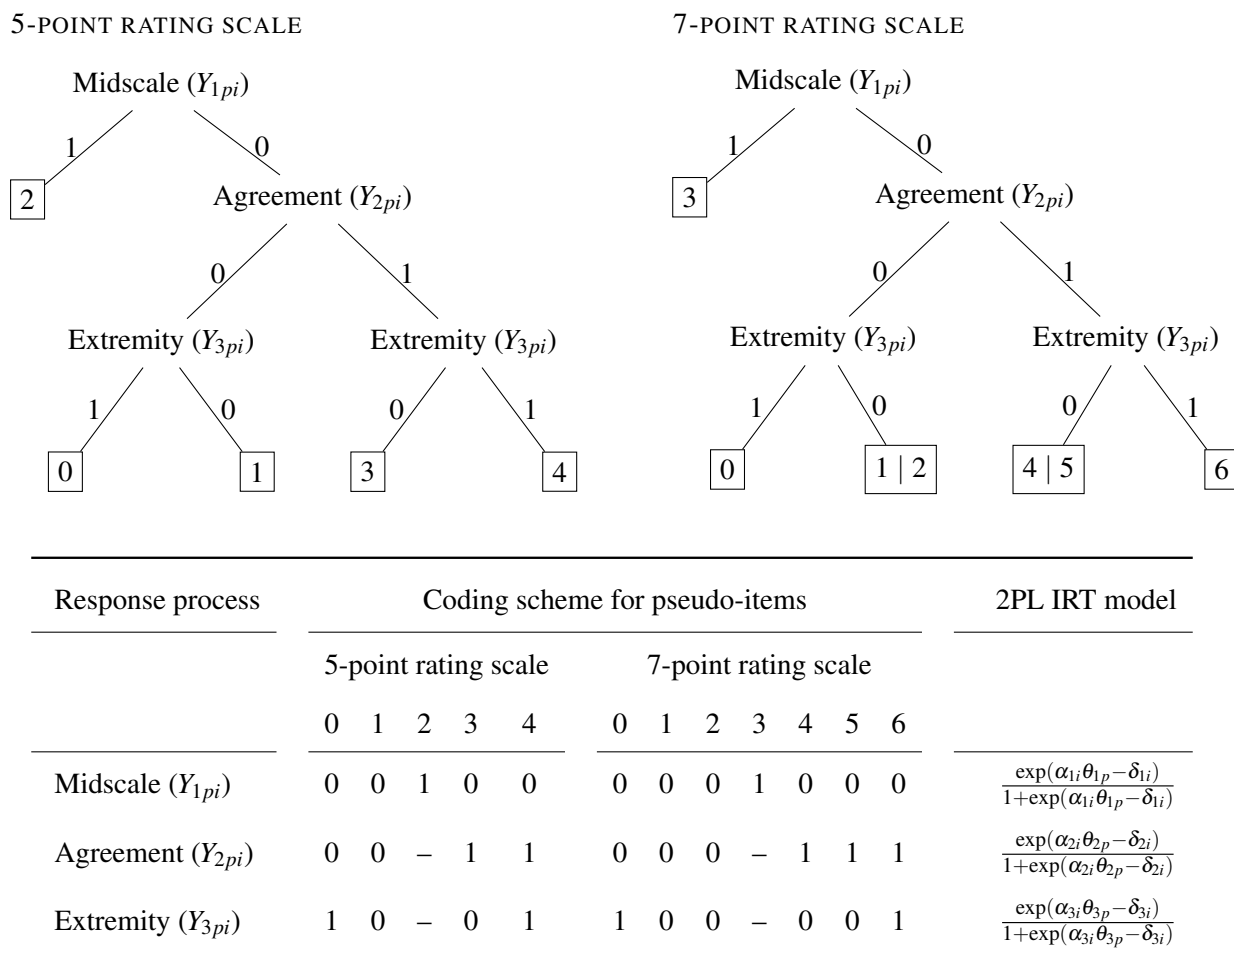 5-POINT RATING SCALE
7-POINT RATING SCALE
Midscale (Y1pi)
Midscale (Y1pi)
1
0
1
0
2
Agreement (Y2pi)
3
Agreement (Y2pi)
0
1
0
1
Extremity (Y3pi)
Extremity (Y3pi)
Extremity (Y3pi)
Extremity (Y3pi)
1
0
0
1
1
0
0
1
0
1
3
4
0
1 | 2
4 | 5
6
Response process Coding scheme for pseudo-items 2PL IRT model
5-point rating scale 7-point rating scale
0 1 2 3 4 0 1 2 3 4 5 6
Midscale (Y1pi) 0 0 1 0 0 0 0 0 1 0 0 0 exp(α1iθ1p−δ1i) / 1+exp(α1iθ1p−δ1i)
Agreement (Y2pi) 0 0 – 1 1 0 0 0 – 1 1 1 exp(α2iθ2p−δ2i) / 1+exp(α2iθ2p−δ2i)
Extremity (Y3pi) 1 0 – 0 1 1 0 0 – 0 0 1 exp(α3iθ3p−δ3i) / 1+exp(α3iθ3p−δ3i)